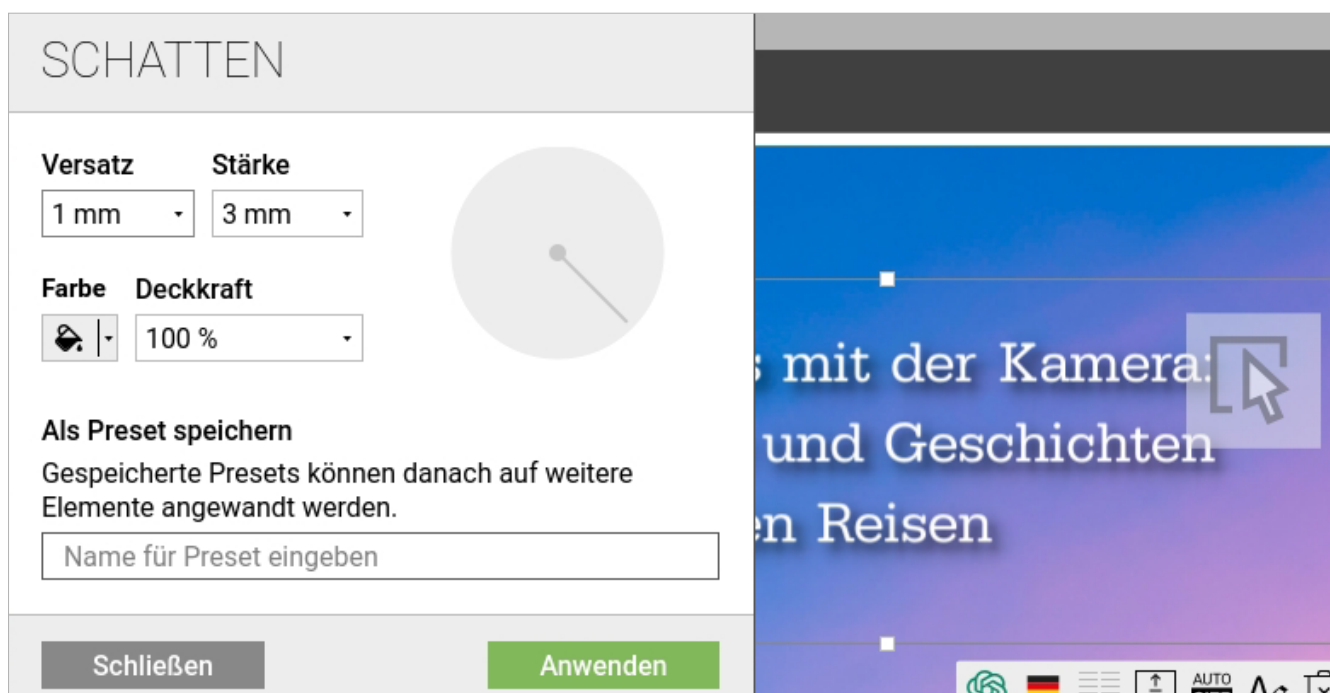 SCHATTEN
Versatz Stärke
1 mm 3 mm
Farbe Deckkraft
100 %
Als Preset speichern
Gespeicherte Presets können danach auf weitere
Elemente angewandt werden.
Name für Preset eingeben
Schließen Anwenden
mit der Kamera:
und Geschichten
Reisen
AUTO